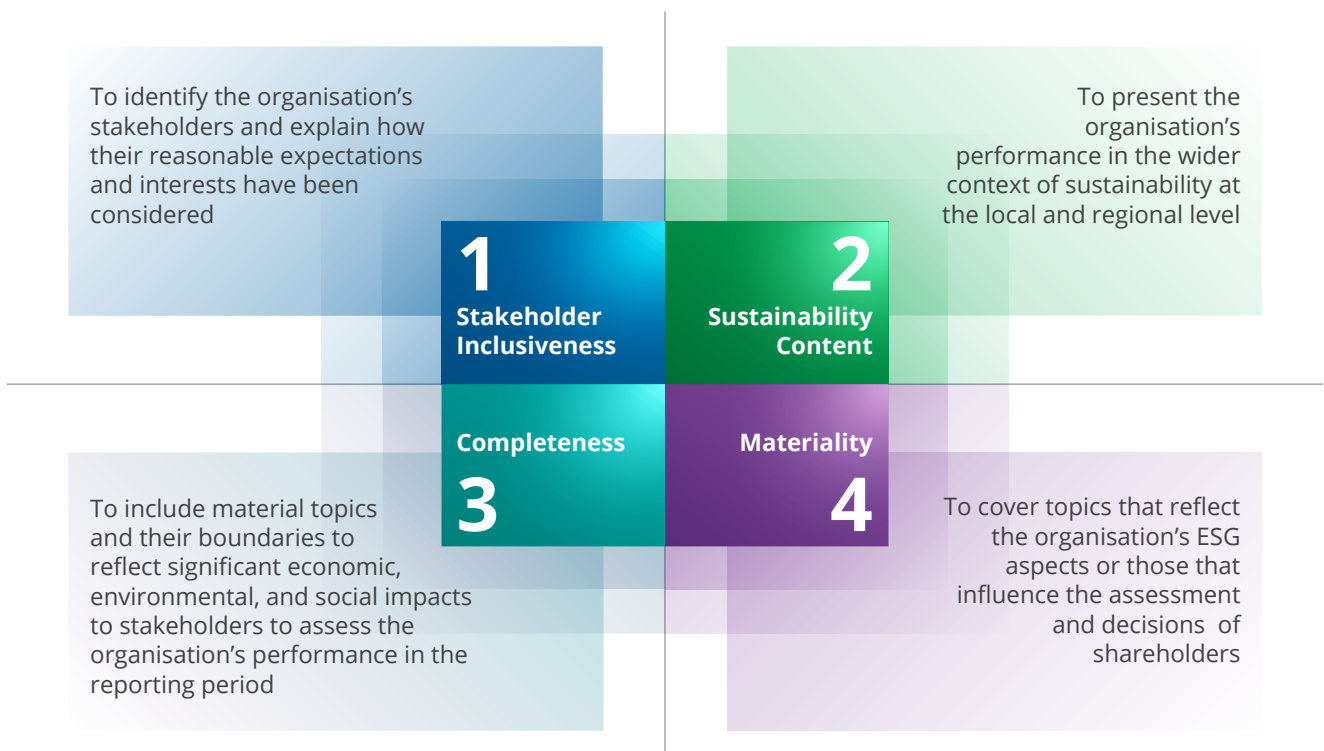 To identify the organisation's
stakeholders and explain how
their reasonable expectations
and interests have been
considered
1
Stakeholder
Inclusiveness
To present the
organisation's
performance in the wider
context of sustainability at
the local and regional level
2
Sustainability
Content
Completeness
3
To include material topics
and their boundaries to
reflect significant economic,
environmental, and social impacts
to stakeholders to assess the
organisation's performance in the
reporting period
Materiality
4
To cover topics that reflect
the organisation's ESG
aspects or those that
influence the assessment
and decisions of
shareholders